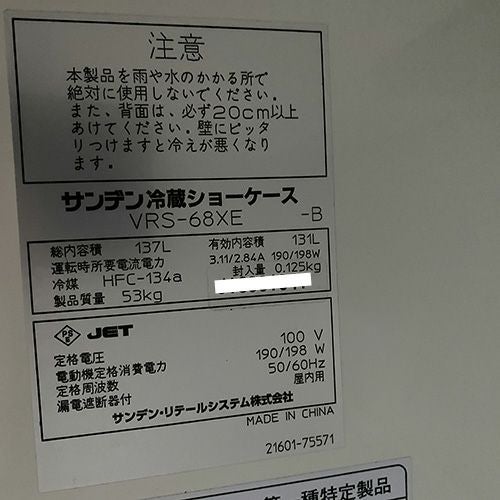 注意
本製品を雨や水のかかる所で
絶対に使用しないでください。
また、背面は、必ず20cm以上
あけてください。壁にピッタ
リつけますと冷えが悪くなり
ます。
サンデン冷蔵ショーケース
VRS-68XE -B
総内容積 137L 有効内容積 131L
運転時所要電流電力 3.11/2.84A 190/198W
冷媒 HFC-134a 封入量 0.125kg
製品質量 53kg
PSE JET
定格電圧 100 V
電動機定格消費電力 190/198 W
定格周波数 50/60Hz
漏電遮断器付 屋内用
サンデン・リテールシステム株式会社
MADE IN CHINA
21601-75571
種特定製品